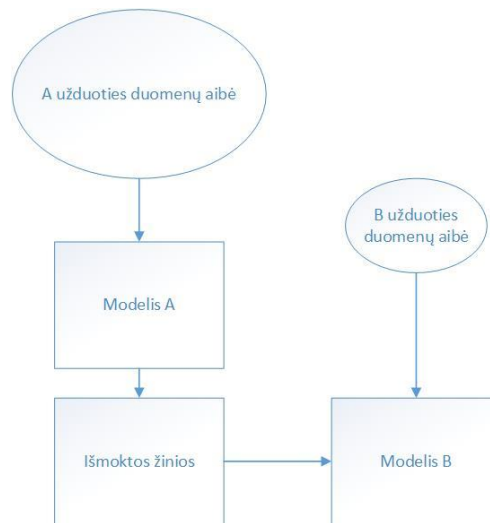 A užduoties duomenų aibė
B užduoties
duomenų aibė
Modelis A
Išmoktos žinios
Modelis B